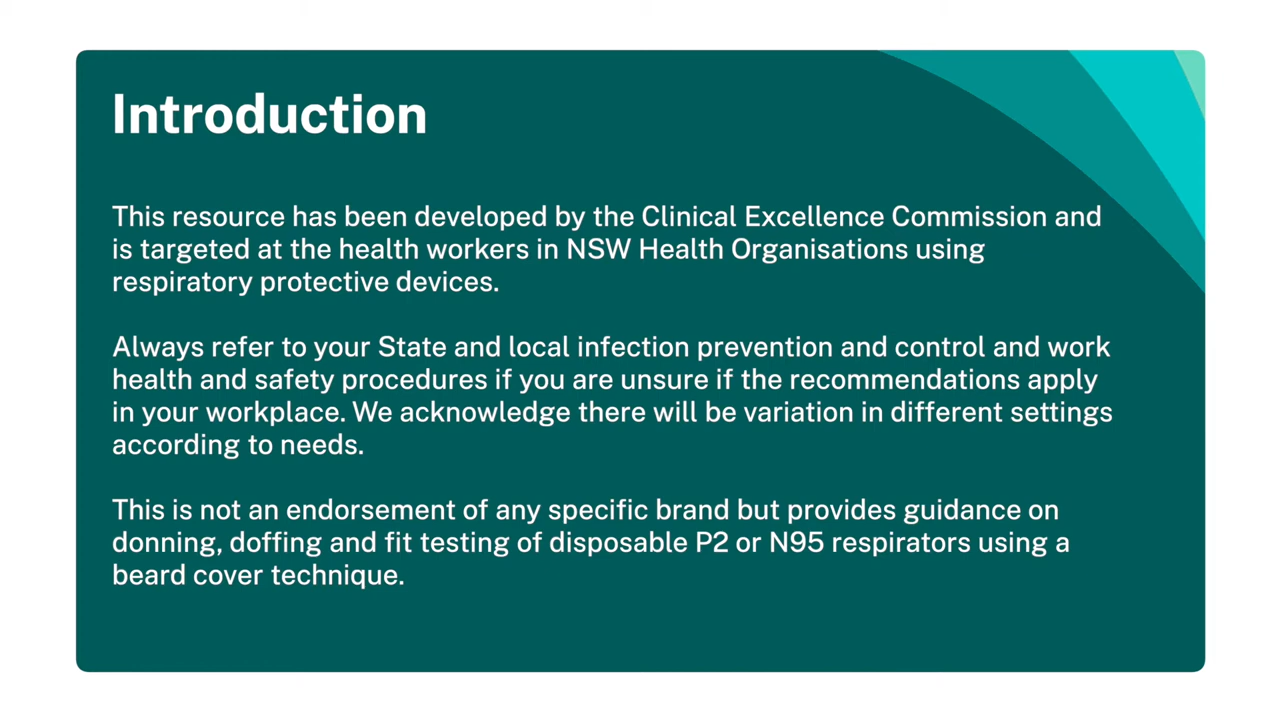 Introduction
This resource has been developed by the Clinical Excellence Commission and
is targeted at the health workers in NSW Health Organisations using
respiratory protective devices.
Always refer to your State and local infection prevention and control and work
health and safety procedures if you are unsure if the recommendations apply
in your workplace. We acknowledge there will be variation in different settings
according to needs.
This is not an endorsement of any specific brand but provides guidance on
donning, doffing and fit testing of disposable P2 or N95 respirators using a
beard cover technique.